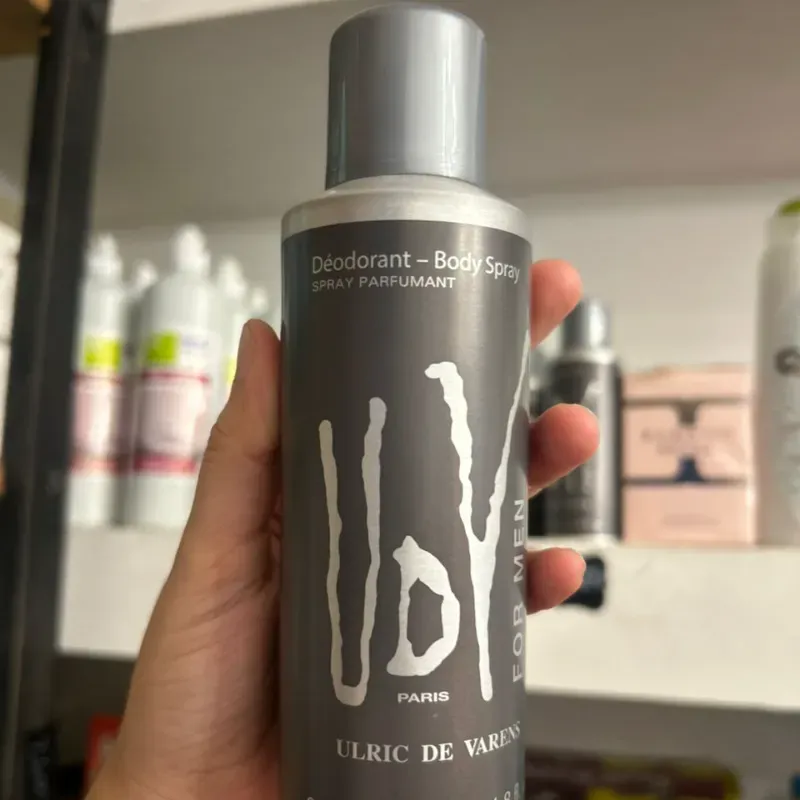 Déodorant – Body Spray
SPRAY PARFUMANT
UDV
FOR MEN
PARIS
ULRIC DE VARENS